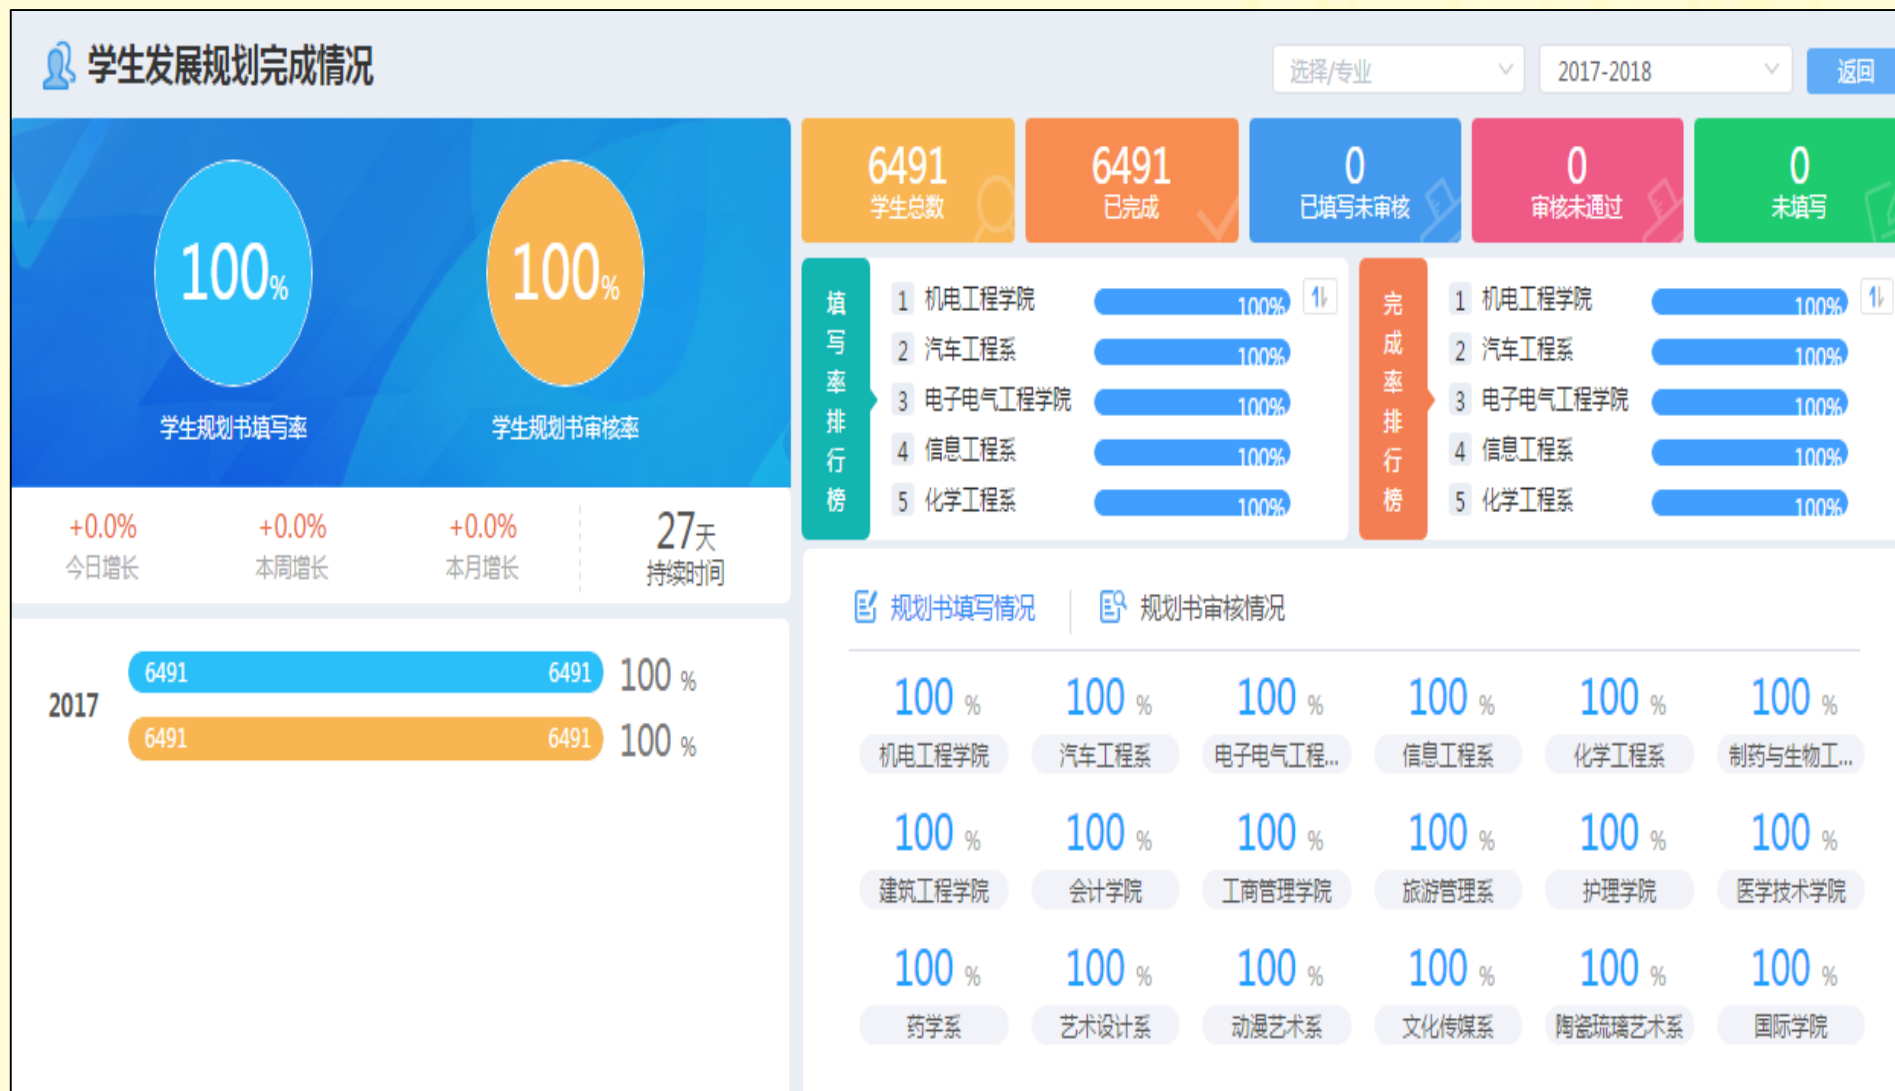 学生发展规划完成情况
选择/专业
2017-2018
返回
100%
学生规划书填写率
100%
学生规划书审核率
+0.0%
今日增长
+0.0%
本周增长
+0.0%
本月增长
27天
持续时间
2017
6491 6491 100 %
6491 6491 100 %
6491
学生总数
6491
已完成
0
已填写未审核
0
审核未通过
0
未填写
填写率排行榜
1 机电工程学院 100%
2 汽车工程系 100%
3 电子电气工程学院 100%
4 信息工程系 100%
5 化学工程系 100%
完成率排行榜
1 机电工程学院 100%
2 汽车工程系 100%
3 电子电气工程学院 100%
4 信息工程系 100%
5 化学工程系 100%
规划书填写情况
规划书审核情况
100 % 100 % 100 % 100 % 100 % 100 %
机电工程学院 汽车工程系 电子电气工程... 信息工程系 化学工程系 制药与生物工...
100 % 100 % 100 % 100 % 100 % 100 %
建筑工程学院 会计学院 工商管理学院 旅游管理系 护理学院 医学技术学院
100 % 100 % 100 % 100 % 100 % 100 %
药学系 艺术设计系 动漫艺术系 文化传媒系 陶瓷琉璃艺术系 国际学院